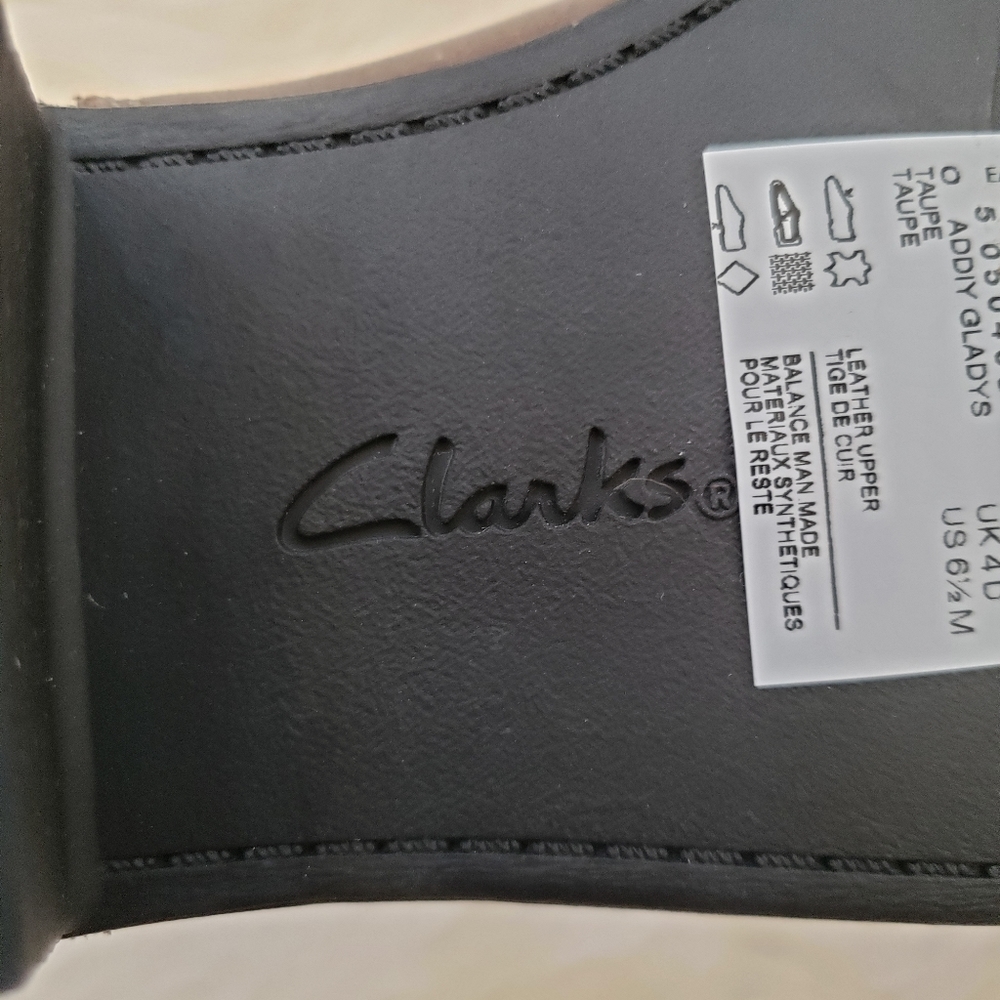 Clarks®
UK 4 D
ADDIY GLADYS
US 6½ M
TAUPE
TAUPE
LEATHER UPPER
TIGE DE CUIR
BALANCE MAN MADE
MATERIAUX SYNTHETIQUES
POUR LE RESTE